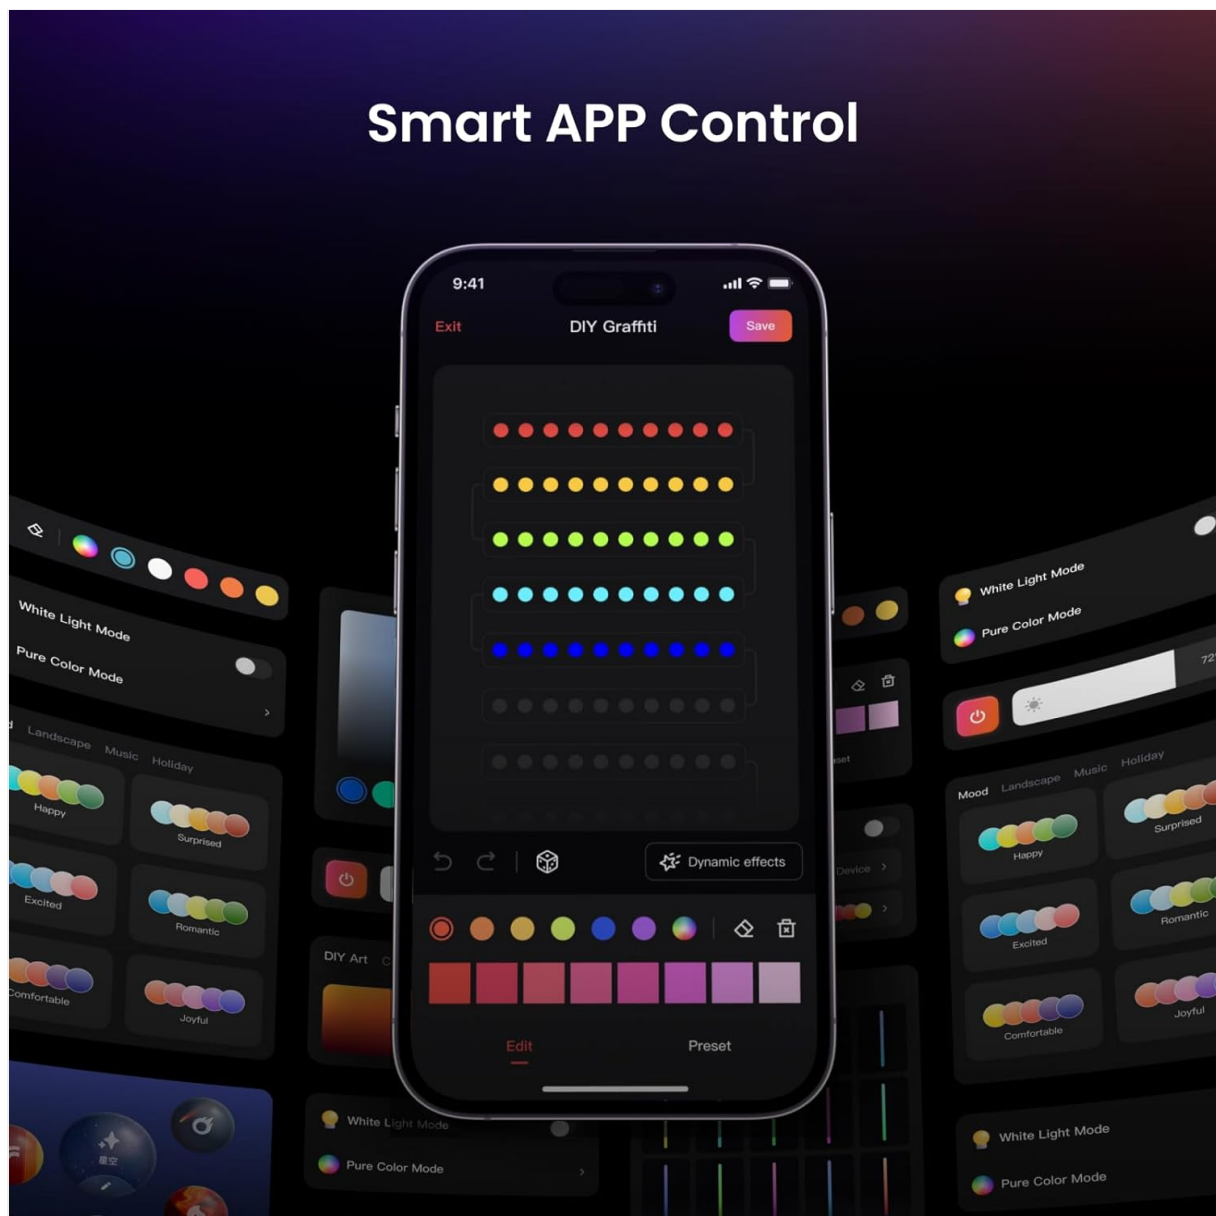 Smart APP Control
9:41
Exit
DIY Graffiti
Save
Dynamic effects
Edit
Preset
White Light Mode
Pure Color Mode
Landscape
Music
Holiday
Happy
Surprised
Excited
Romantic
Comfortable
Joyful
星空
DIY Art
White Light Mode
Pure Color Mode
Device
White Light Mode
Pure Color Mode
Mood
Landscape
Music
Holiday
Happy
Surprised
Excited
Romantic
Comfortable
Joyful
White Light Mode
Pure Color Mode